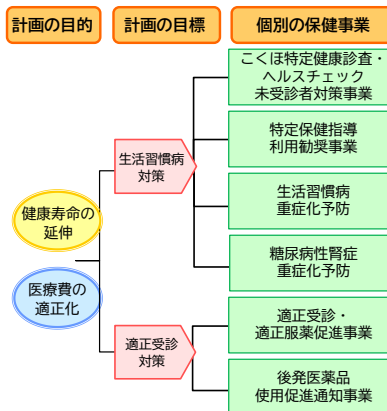 計画の目的
計画の目標
個別の保健事業
健康寿命の
延伸
医療費の
適正化
生活習慣病
対策
適正受診
対策
こくほ特定健康診査・
ヘルスチェック
未受診者対策事業
特定保健指導
利用勧奨事業
生活習慣病
重症化予防
糖尿病性腎症
重症化予防
適正受診・
適正服薬促進事業
後発医薬品
使用促進通知事業